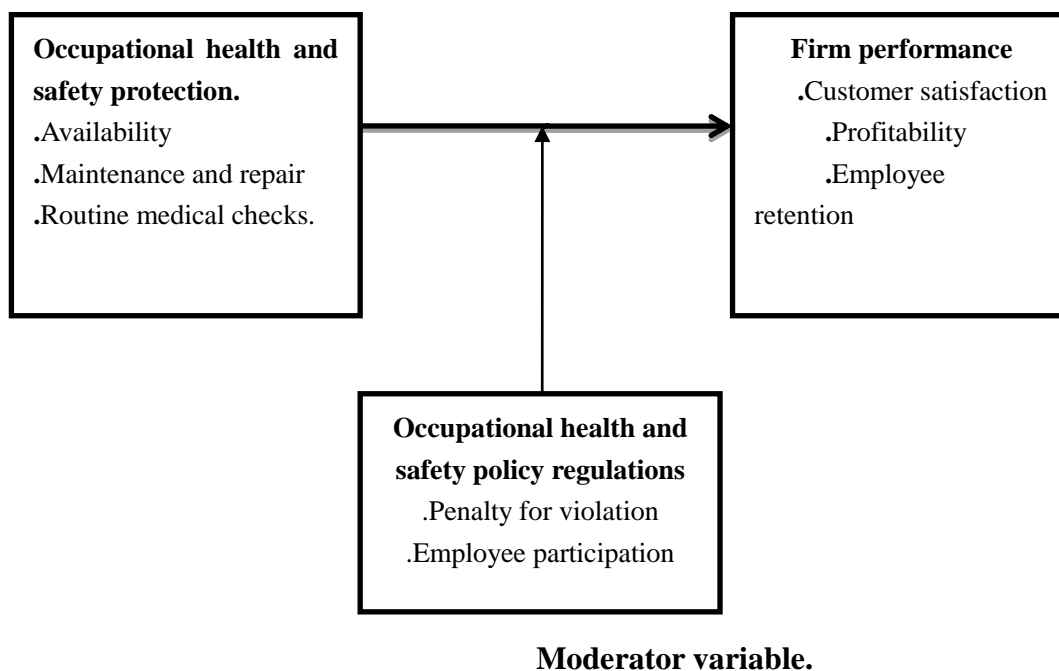 Occupational health and
safety protection.
.Availability
.Maintenance and repair
.Routine medical checks.
Firm performance
.Customer satisfaction
.Profitability
.Employee
retention
Occupational health and
safety policy regulations
.Penalty for violation
.Employee participation
Moderator variable.